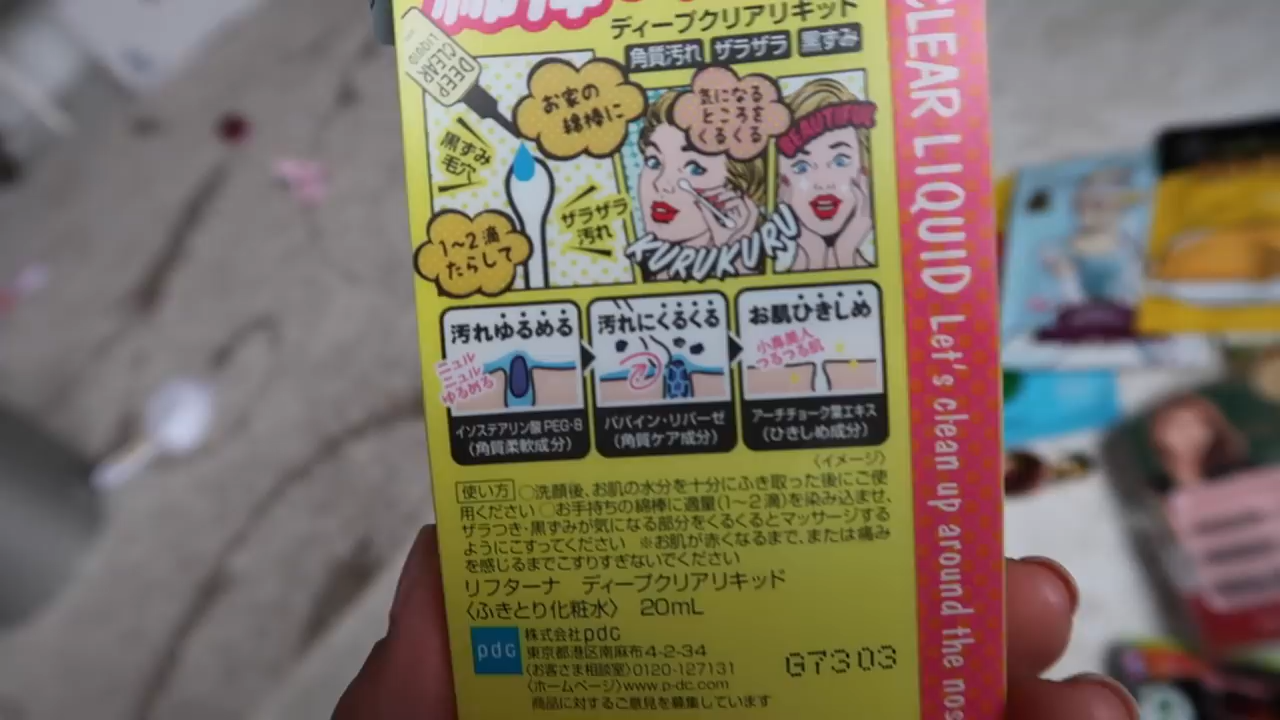 ディープクリアリキッド
角質汚れ ザラザラ 黒ずみ
DEEP
CLEAR
LIQUID
お家の
綿棒に
気になる
ところを
くるくる
BEAUTIFUL
黒ずみ
毛穴
ザラザラ
汚れ
1〜2滴
たらして
KURUKURU
汚れゆるめる
ニュル
ニュル
ゆるめる
イソステアリン酸PEG-8
(角質柔軟成分)
汚れにくるくる
パパイン・リパーゼ
(角質ケア成分)
お肌ひきしめ
小鼻美人
つるつる肌
アーチチョーク葉エキス
(ひきしめ成分)
〈イメージ〉
使い方 ○洗顔後、お肌の水分を十分にふき取った後にご使
用ください ○お手持ちの綿棒に適量(1〜2滴)を染み込ませ、
ザラつき・黒ずみが気になる部分をくるくるとマッサージする
ようにこすってください ※お肌が赤くなるまで、または痛み
を感じるまでこすりすぎないでください
リフターナ ディープクリアリキッド
〈ふきとり化粧水〉 20mL
pdc
株式会社pdc
東京都港区南麻布4-2-34
〈お客さま相談室〉0120-127131
〈ホームページ〉www.p-dc.com
商品に対するご意見を募集しています
G7303
CLEAR LIQUID Let's clean up around the nos